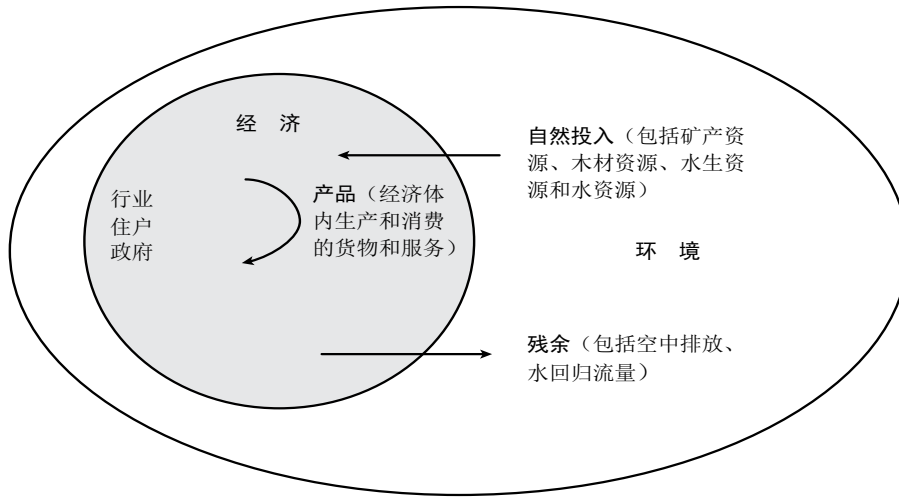 经 济
自然投入（包括矿产资
源、木材资源、水生资
源和水资源）
行业
住户
政府
产品（经济体
内生产和消费
的货物和服务）
环 境
残余（包括空中排放、
水回归流量）